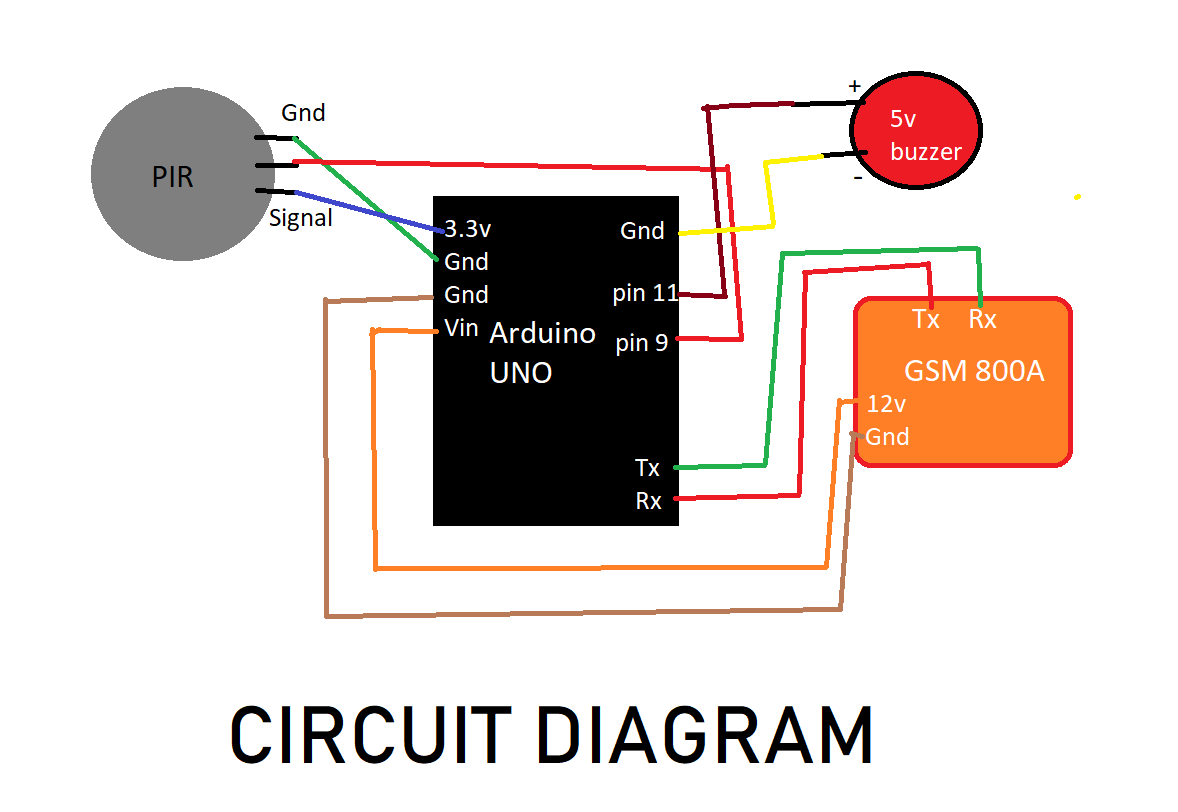 Gnd
PIR
Signal
+
5v
buzzer
-
3.3v
Gnd
Gnd
Vin
Arduino
UNO
Gnd
pin 11
pin 9
Tx
Rx
Tx Rx
GSM 800A
12v
Gnd
CIRCUIT DIAGRAM